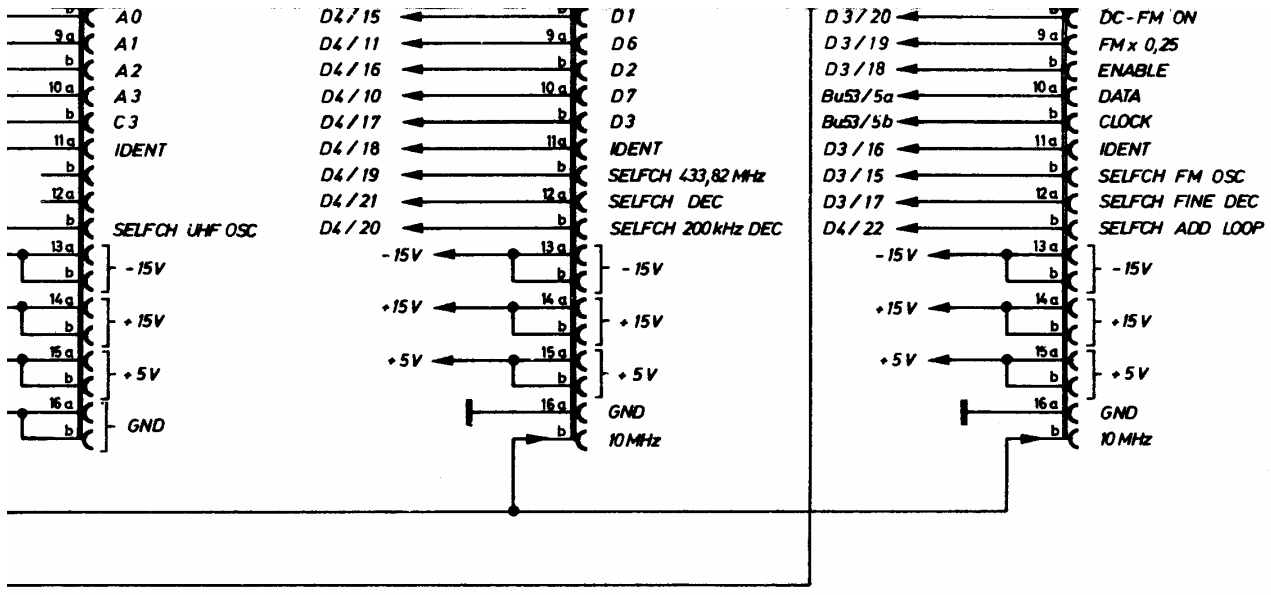 b A0 D4/15 b D1 D3/20 b DC-FM ON
9a A1 D4/11 9a D6 D3/19 9a FM x 0,25
b A2 D4/16 b D2 D3/18 b ENABLE
10a A3 D4/10 10a D7 Bu53/5a 10a DATA
b C3 D4/17 b D3 Bu53/5b b CLOCK
11a IDENT D4/18 11a IDENT D3/16 11a IDENT
b D4/19 b SELFCH 433,82 MHz D3/15 b SELFCH FM OSC
12a D4/21 12a SELFCH DEC D3/17 12a SELFCH FINE DEC
b SELFCH UHF OSC D4/20 b SELFCH 200kHz DEC D4/22 b SELFCH ADD LOOP
13a -15V 13a -15V 13a
b -15V b -15V b -15V
14a +15V 14a +15V 14a
b +15V b +15V b +15V
15a +5V 15a +5V 15a
b +5V b +5V b +5V
16a GND 16a GND 16a GND
b b 10MHz b 10MHz